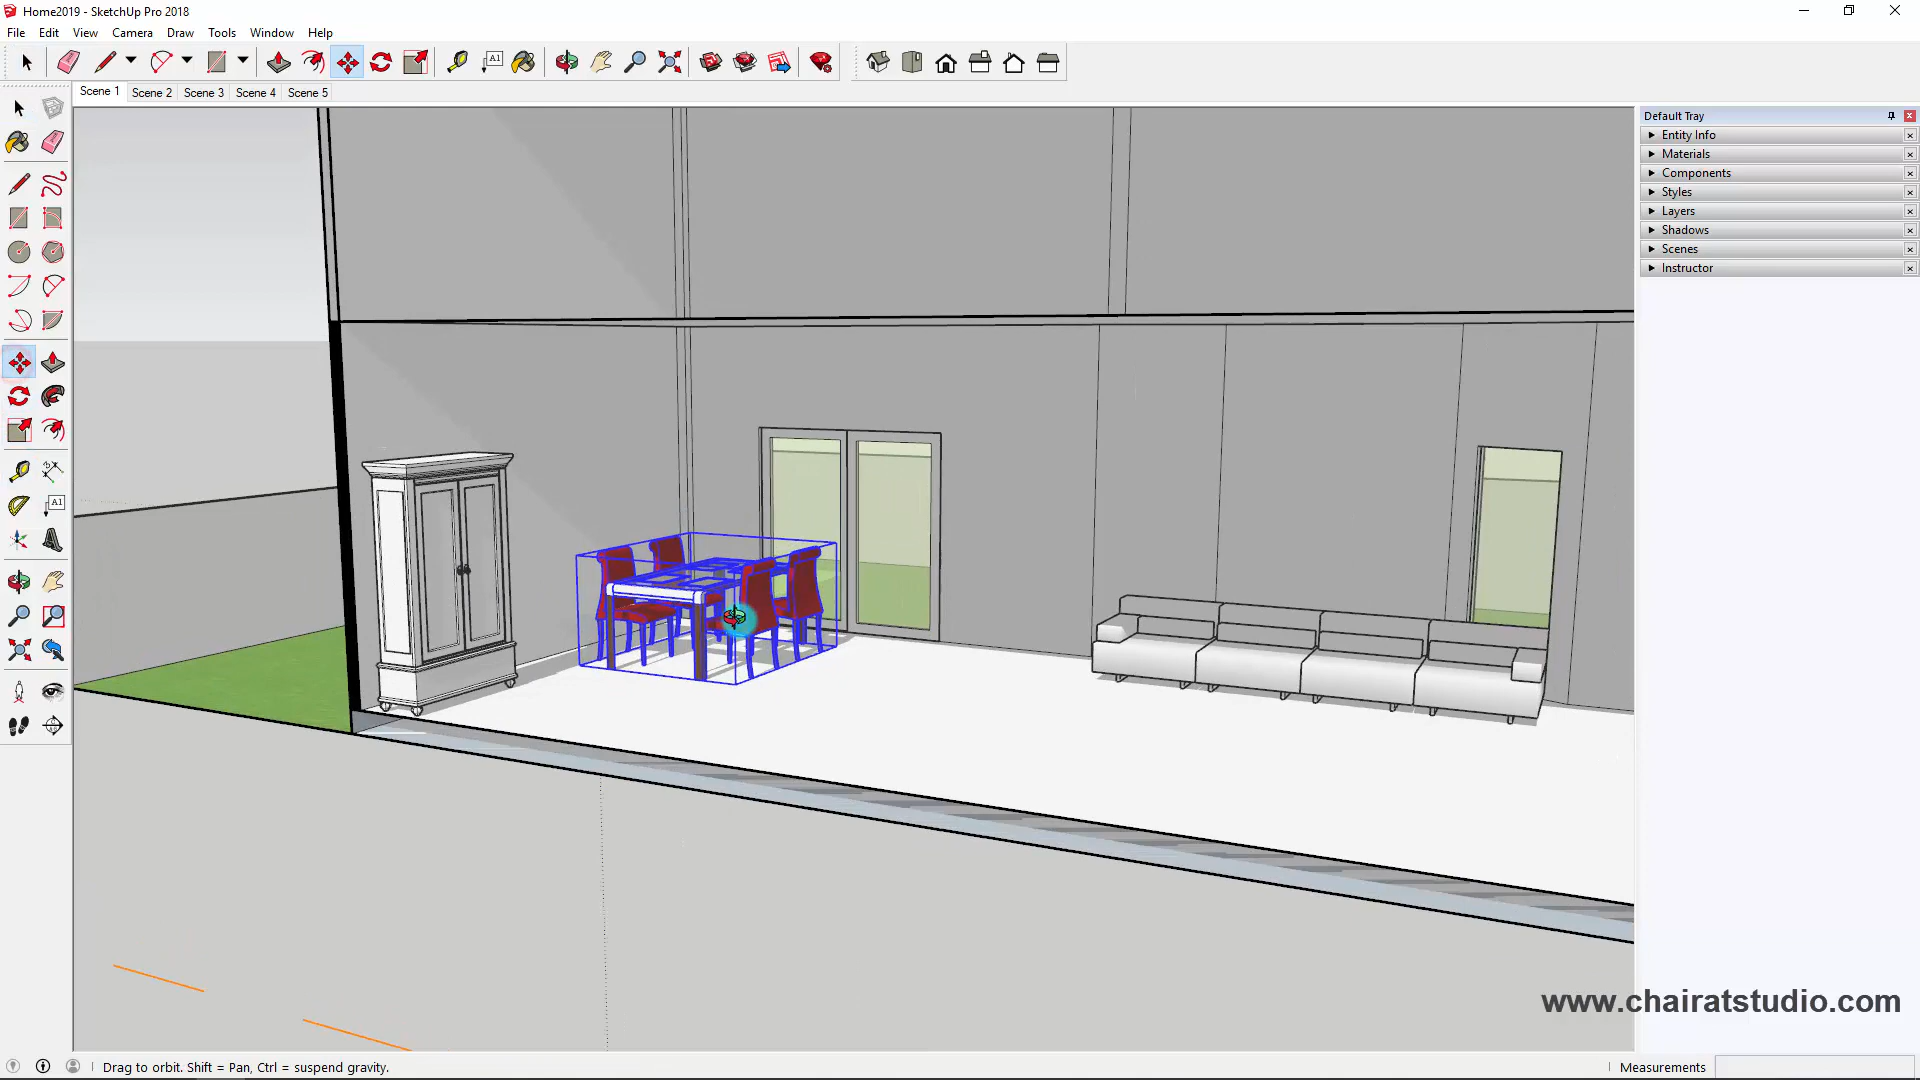 Home2019 - SketchUp Pro 2018
File Edit View Camera Draw Tools Window Help
Scene 1 Scene 2 Scene 3 Scene 4 Scene 5
Default Tray
Entity Info
Materials
Components
Styles
Layers
Shadows
Scenes
Instructor
A1
A1
www.chairatstudio.com
Drag to orbit. Shift = Pan, Ctrl = suspend gravity.
Measurements